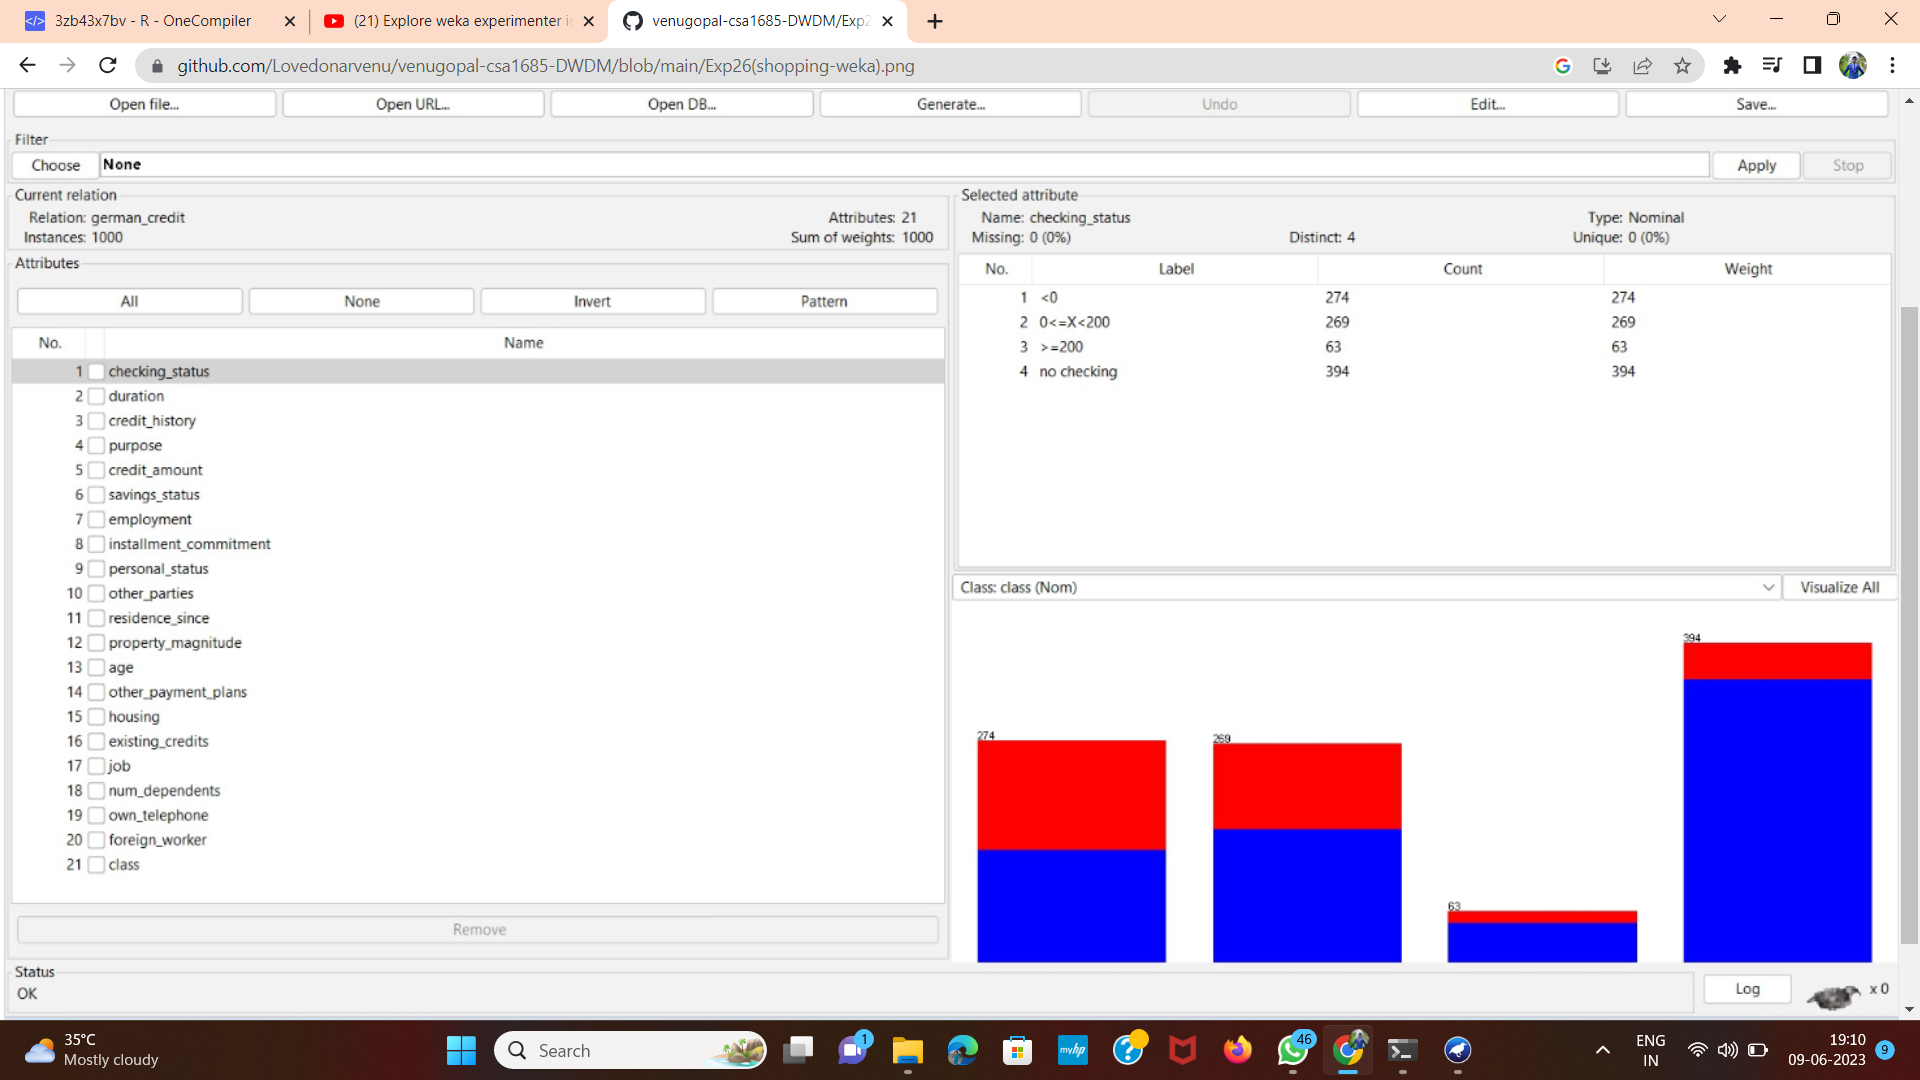 3zb43x7bv - R - OneCompiler
(21) Explore weka experimenter i
venugopal-csa1685-DWDM/Exp2
github.com/Lovedonarvenu/venugopal-csa1685-DWDM/blob/main/Exp26(shopping-weka).png
Open file... Open URL... Open DB... Generate... Undo Edit... Save...
Filter
Choose None Apply Stop
Current relation
Relation: german_credit Attributes: 21
Instances: 1000 Sum of weights: 1000
Selected attribute
Name: checking_status Type: Nominal
Missing: 0 (0%) Distinct: 4 Unique: 0 (0%)
No. Label Count Weight
1 <0 274 274
2 0<=X<200 269 269
3 >=200 63 63
4 no checking 394 394
Attributes
All None Invert Pattern
No. Name
1 checking_status
2 duration
3 credit_history
4 purpose
5 credit_amount
6 savings_status
7 employment
8 installment_commitment
9 personal_status
10 other_parties
11 residence_since
12 property_magnitude
13 age
14 other_payment_plans
15 housing
16 existing_credits
17 job
18 num_dependents
19 own_telephone
20 foreign_worker
21 class
Remove
Class: class (Nom) Visualize All
274
269
63
394
Status
OK
Log
x 0
35°C
Mostly cloudy
Search
1
myhp
46
ENG
IN
19:10
09-06-2023
9